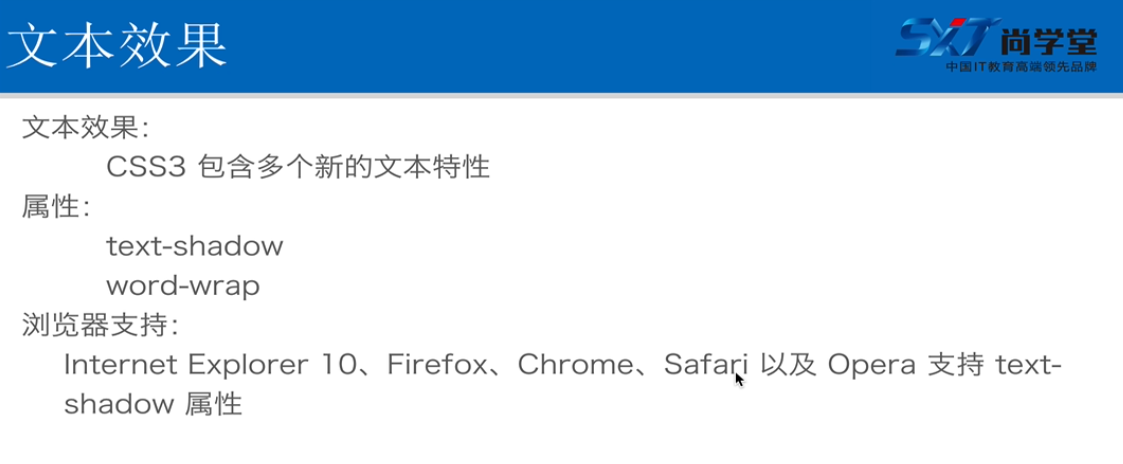 文本效果
SXT 尚学堂
中国IT教育高端领先品牌
文本效果:
CSS3 包含多个新的文本特性
属性:
text-shadow
word-wrap
浏览器支持:
Internet Explorer 10、Firefox、Chrome、Safari 以及 Opera 支持 text-
shadow 属性